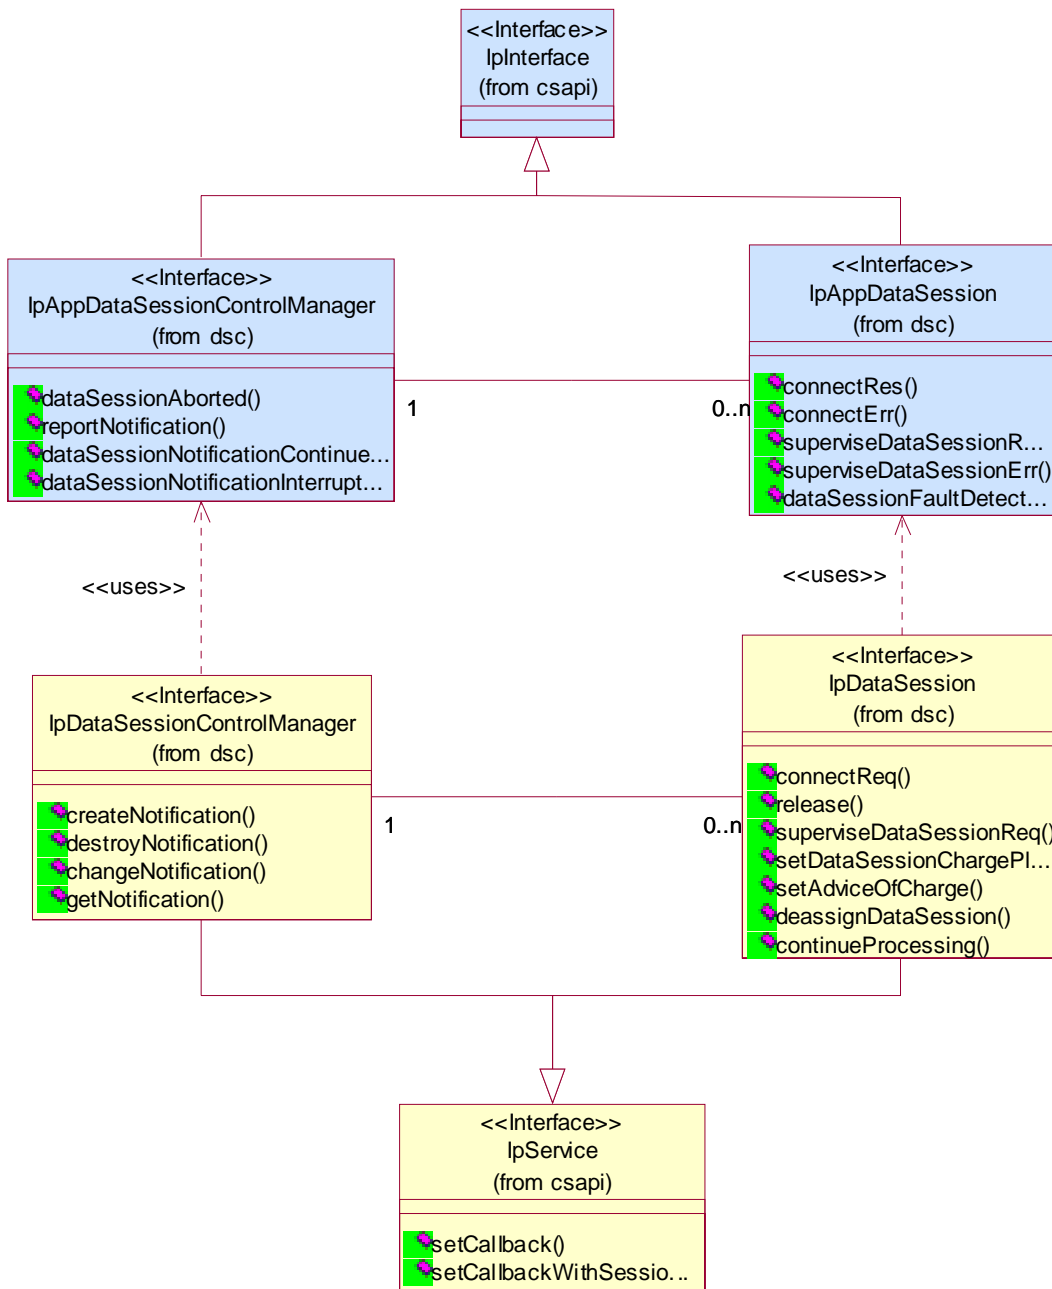 <<Interface>>
IpInterface
(from csapi)
<<Interface>>
IpAppDataSessionControlManager
(from dsc)
dataSessionAborted()
reportNotification()
dataSessionNotificationContinue...
dataSessionNotificationInterrupt...
<<Interface>>
IpAppDataSession
(from dsc)
connectRes()
connectErr()
superviseDataSessionR...
superviseDataSessionErr()
dataSessionFaultDetect...
1
0..n
<<uses>>
<<uses>>
<<Interface>>
IpDataSessionControlManager
(from dsc)
createNotification()
destroyNotification()
changeNotification()
getNotification()
<<Interface>>
IpDataSession
(from dsc)
connectReq()
release()
superviseDataSessionReq()
setDataSessionChargePl...
setAdviceOfCharge()
deassignDataSession()
continueProcessing()
1
0..n
<<Interface>>
IpService
(from csapi)
setCallback()
setCallbackWithSessio...